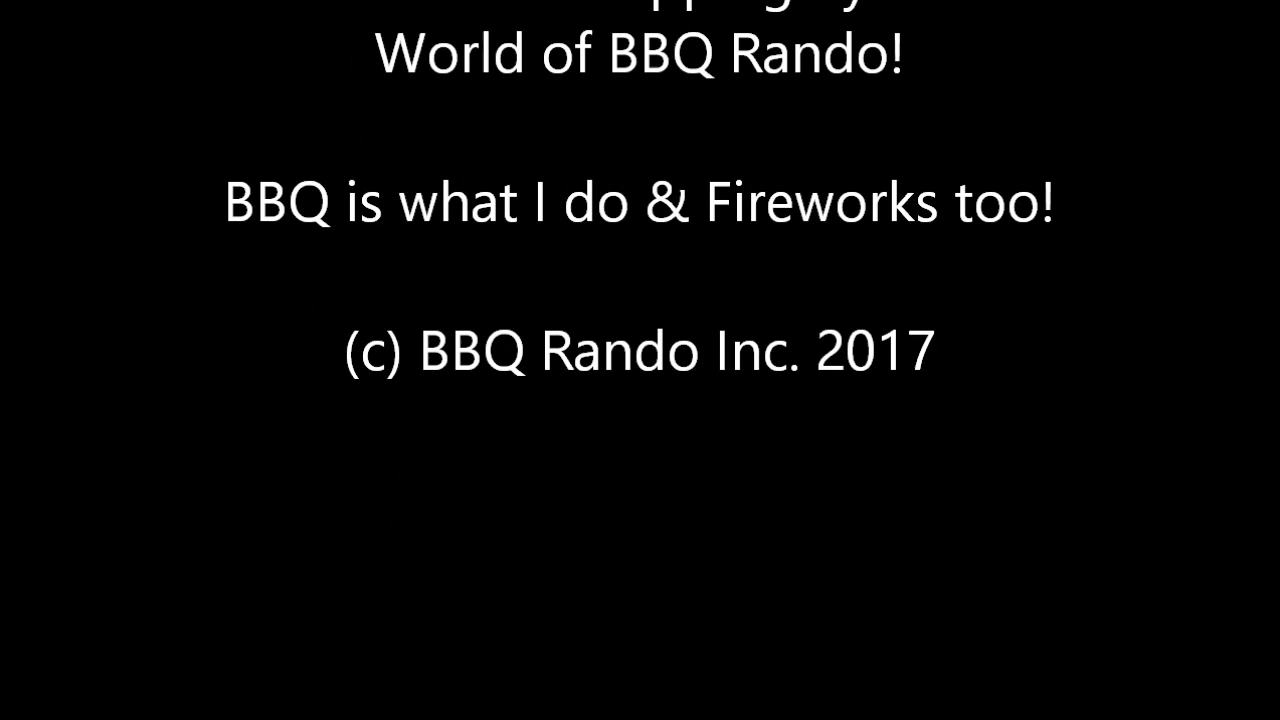 World of BBQ Rando!
BBQ is what I do & Fireworks too!
(c) BBQ Rando Inc. 2017